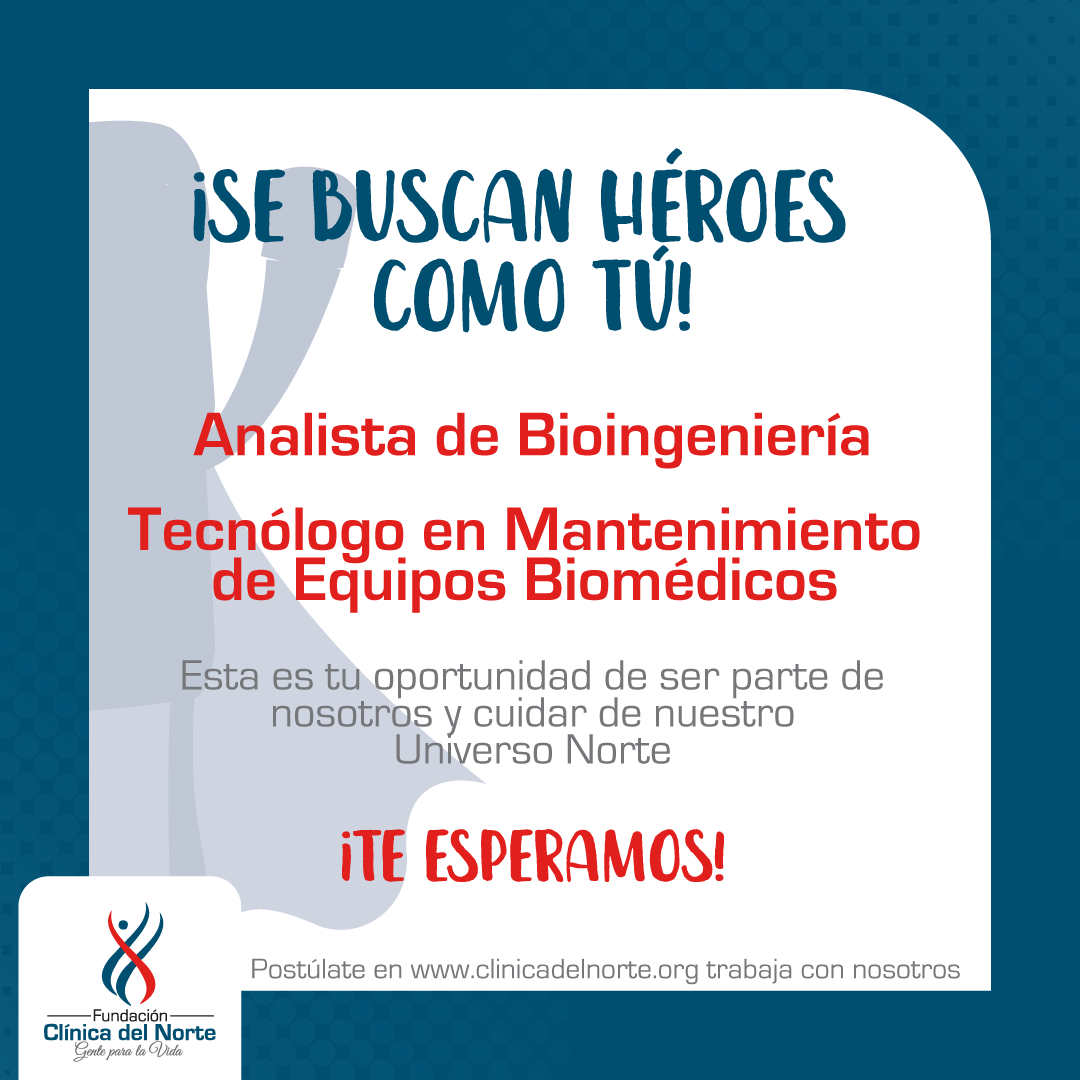 ¡SE BUSCAN HÉROES
COMO TÚ!
Analista de Bioingeniería
Tecnólogo en Mantenimiento
de Equipos Biomédicos
Esta es tu oportunidad de ser parte de
nosotros y cuidar de nuestro
Universo Norte
¡TE ESPERAMOS!
Postúlate en www.clinicadelnorte.org trabaja con nosotros
Fundación
Clínica del Norte
Gente para la Vida